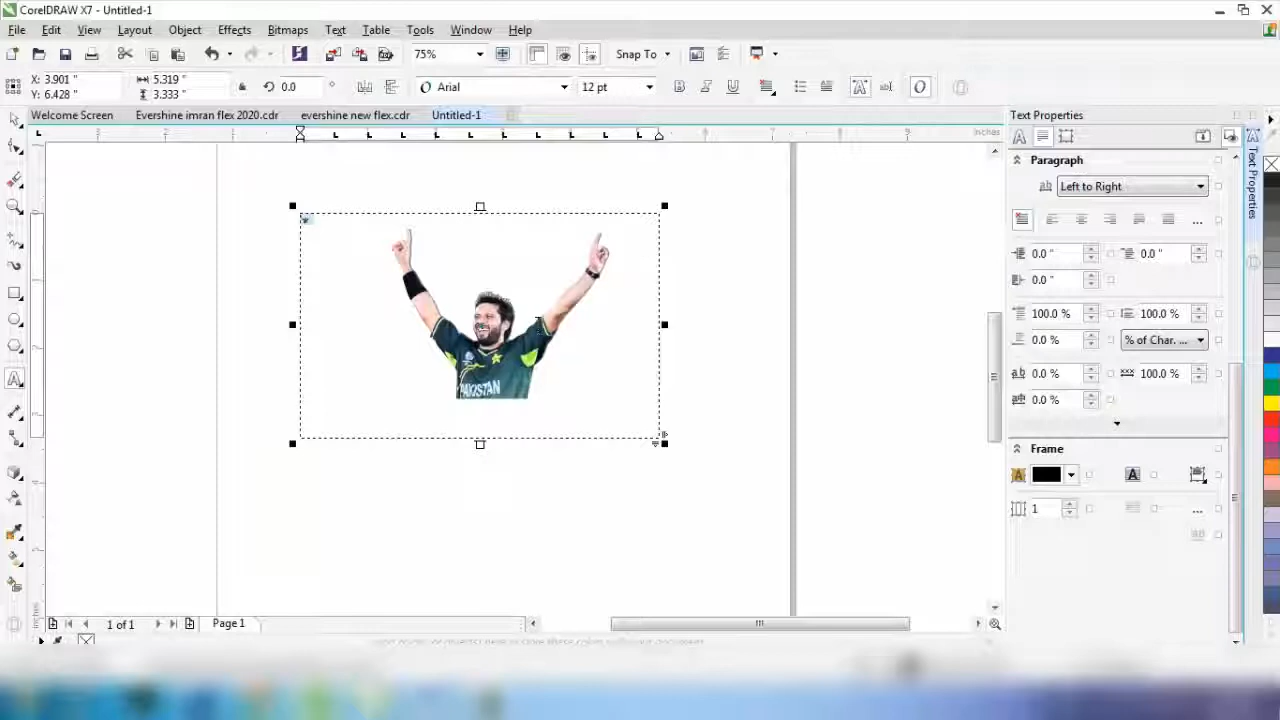 CorelDRAW X7 - Untitled-1
File Edit View Layout Object Effects Bitmaps Text Table Tools Window Help
75% Snap To
X: 3.901 5.319 0.0 Arial 12 pt
Y: 6.428 3.333
Welcome Screen Evershine imran flex 2020.cdr evershine new flex.cdr Untitled-1
inches
PAKISTAN
1 of 1 Page 1
Text Properties
Paragraph
Left to Right
0.0 " 0.0 "
0.0 "
100.0 % 100.0 %
0.0 % % of Char. ...
0.0 % 100.0 %
0.0 %
Frame
1
Text Properties